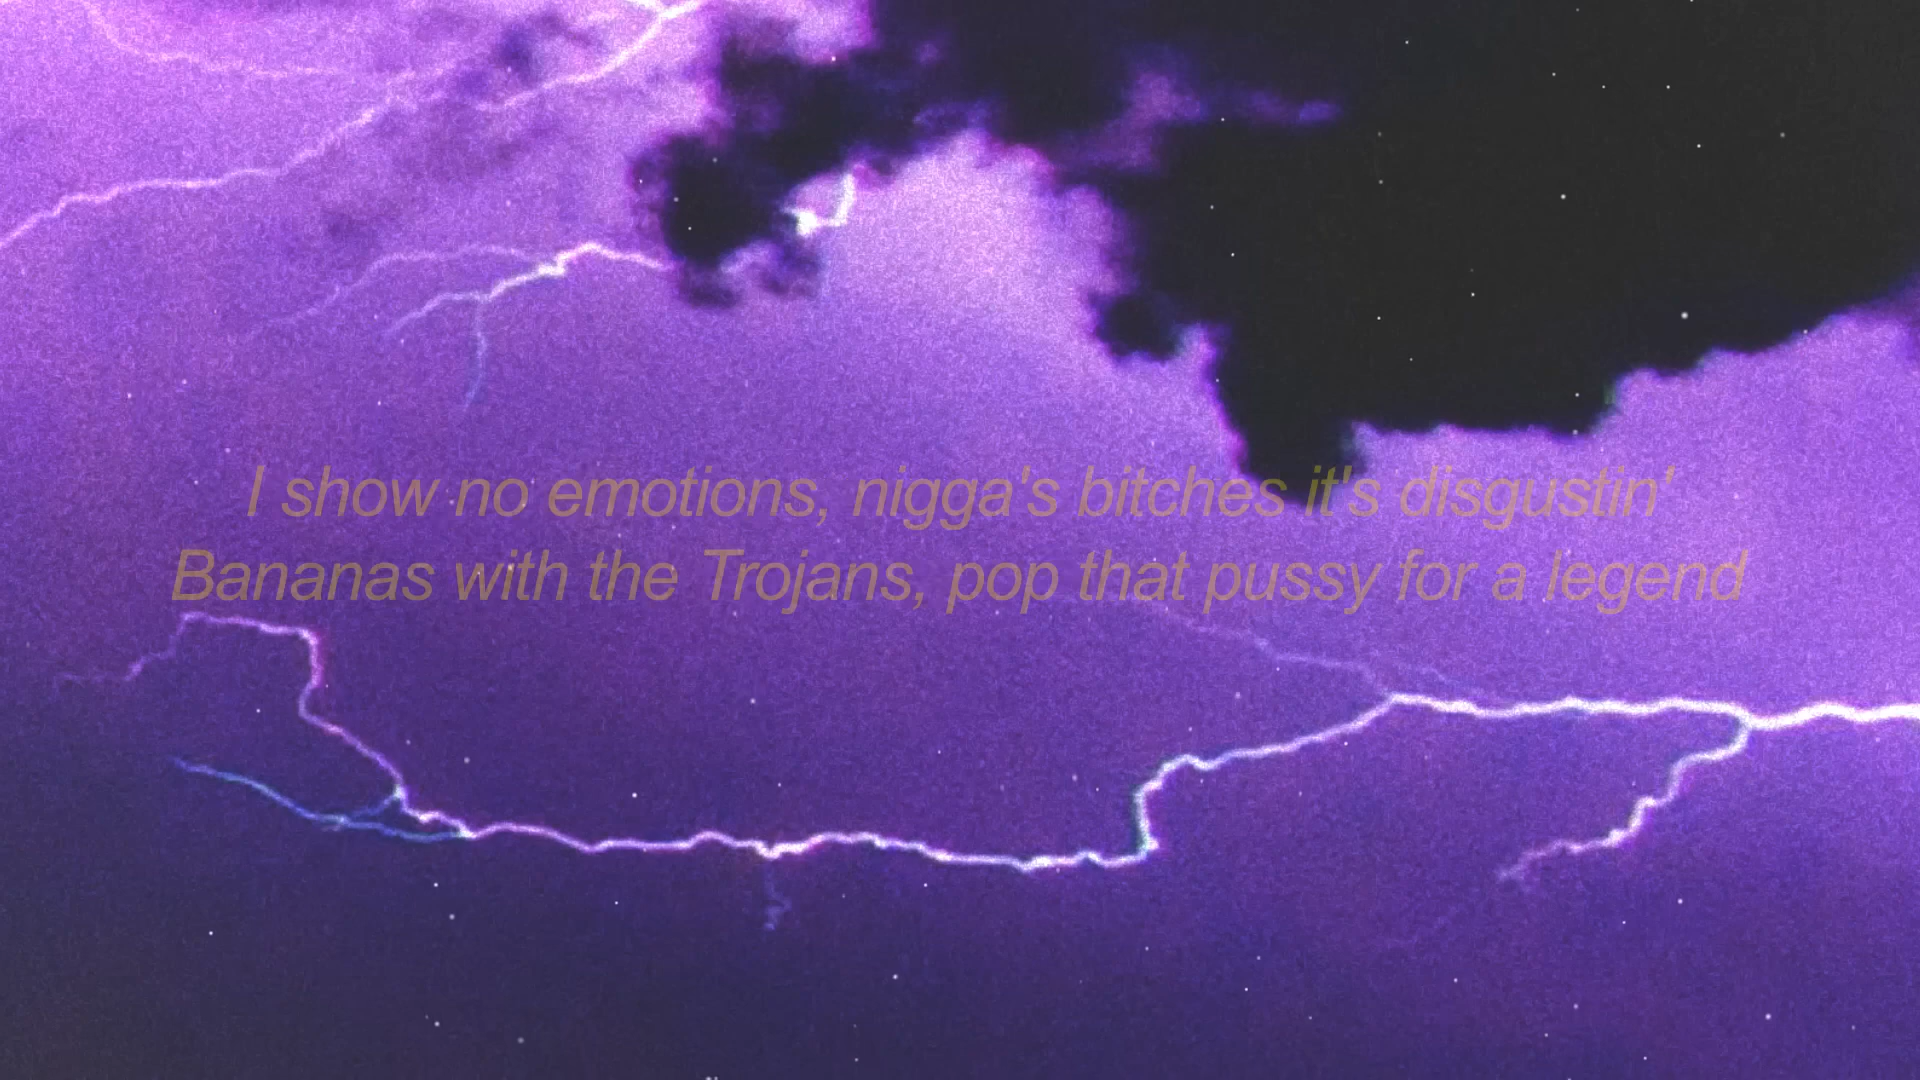 I show no emotions, nigga's bitches it's disgustin'
Bananas with the Trojans, pop that pussy for a legend